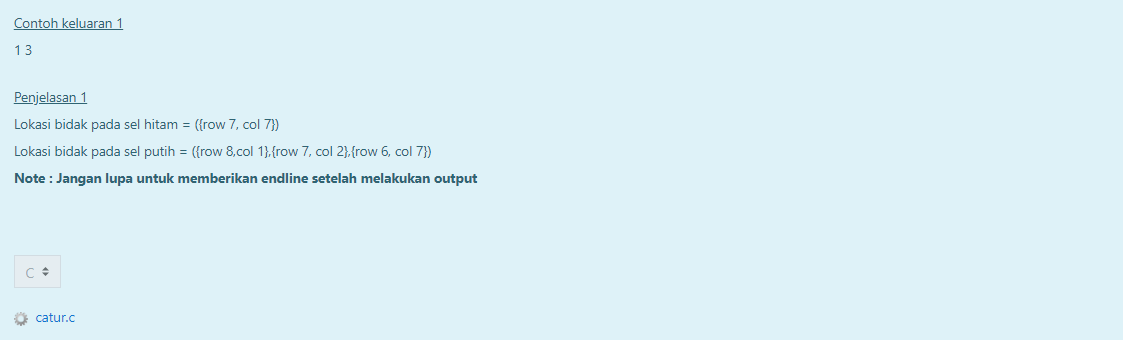 Contoh keluaran 1
1 3
Penjelasan 1
Lokasi bidak pada sel hitam = ({row 7, col 7})
Lokasi bidak pada sel putih = ({row 8,col 1},{row 7, col 2},{row 6, col 7})
Note : Jangan lupa untuk memberikan endline setelah melakukan output
C
catur.c